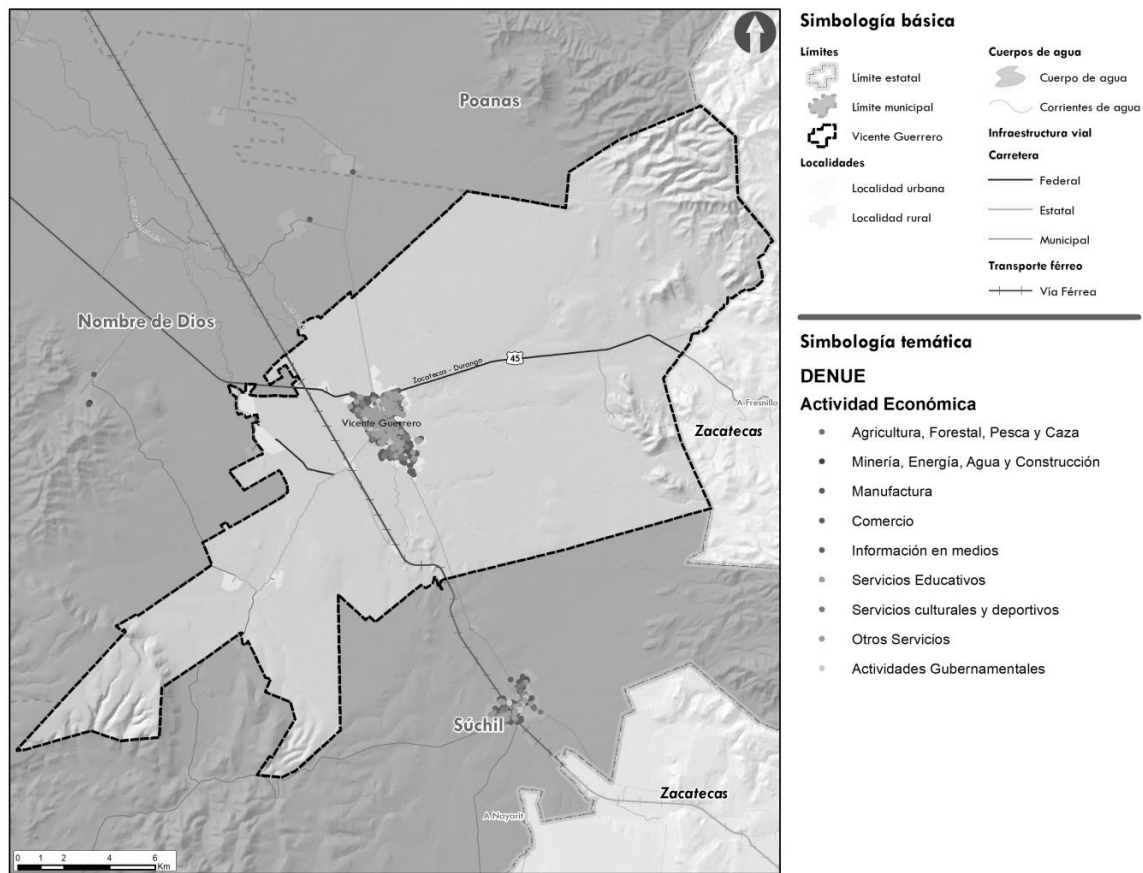 Poanas
Nombre de Dios
45
Zacatecas - Durango
Vicente Guerrero
A Fresnillo
Zacatecas
Súchil
Zacatecas
A Nayarit
0 1 2 4 6
Km
Simbología básica
Límites
Límite estatal
Límite municipal
Vicente Guerrero
Localidades
Localidad urbana
Localidad rural
Cuerpos de agua
Cuerpo de agua
Corrientes de agua
Infraestructura vial
Carretera
Federal
Estatal
Municipal
Transporte férreo
Vía Férrea
Simbología temática
DENUE
Actividad Económica
Agricultura, Forestal, Pesca y Caza
Minería, Energía, Agua y Construcción
Manufactura
Comercio
Información en medios
Servicios Educativos
Servicios culturales y deportivos
Otros Servicios
Actividades Gubernamentales